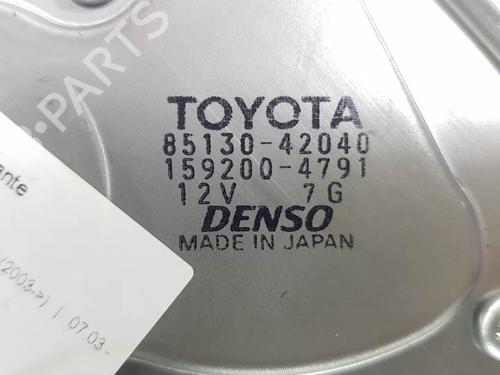 TOYOTA
85130-42040
159200-4791
12V 7G
DENSO
MADE IN JAPAN
ante
(2003->) | 07.03 -
PARTS